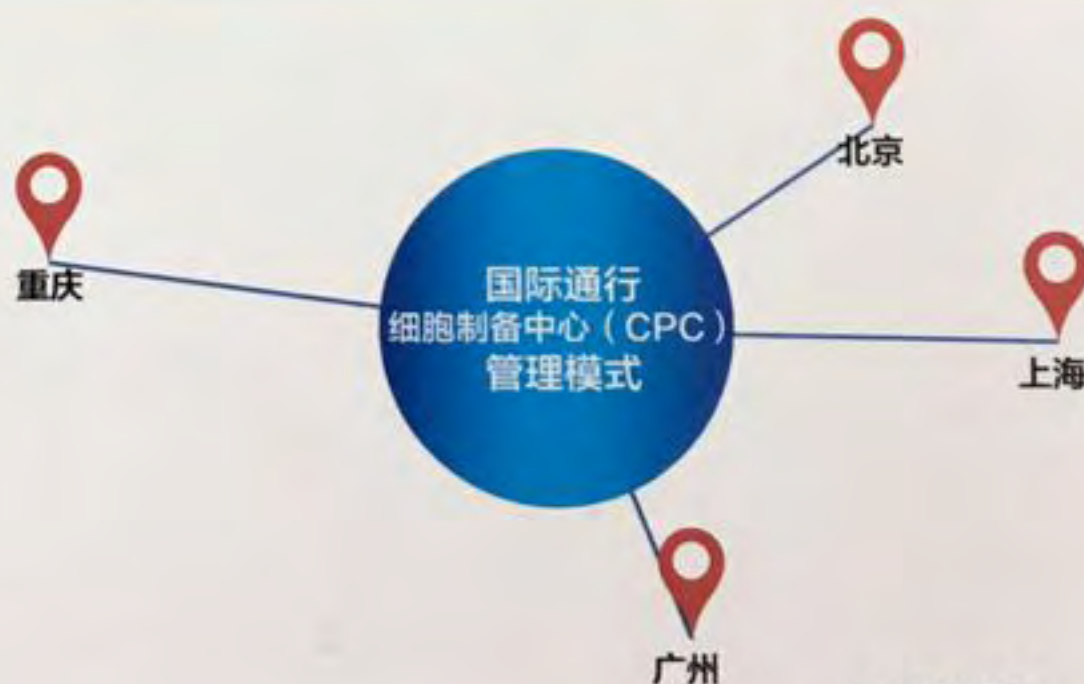 北京
重庆
国际通行
细胞制备中心（CPC）
管理模式
上海
广州